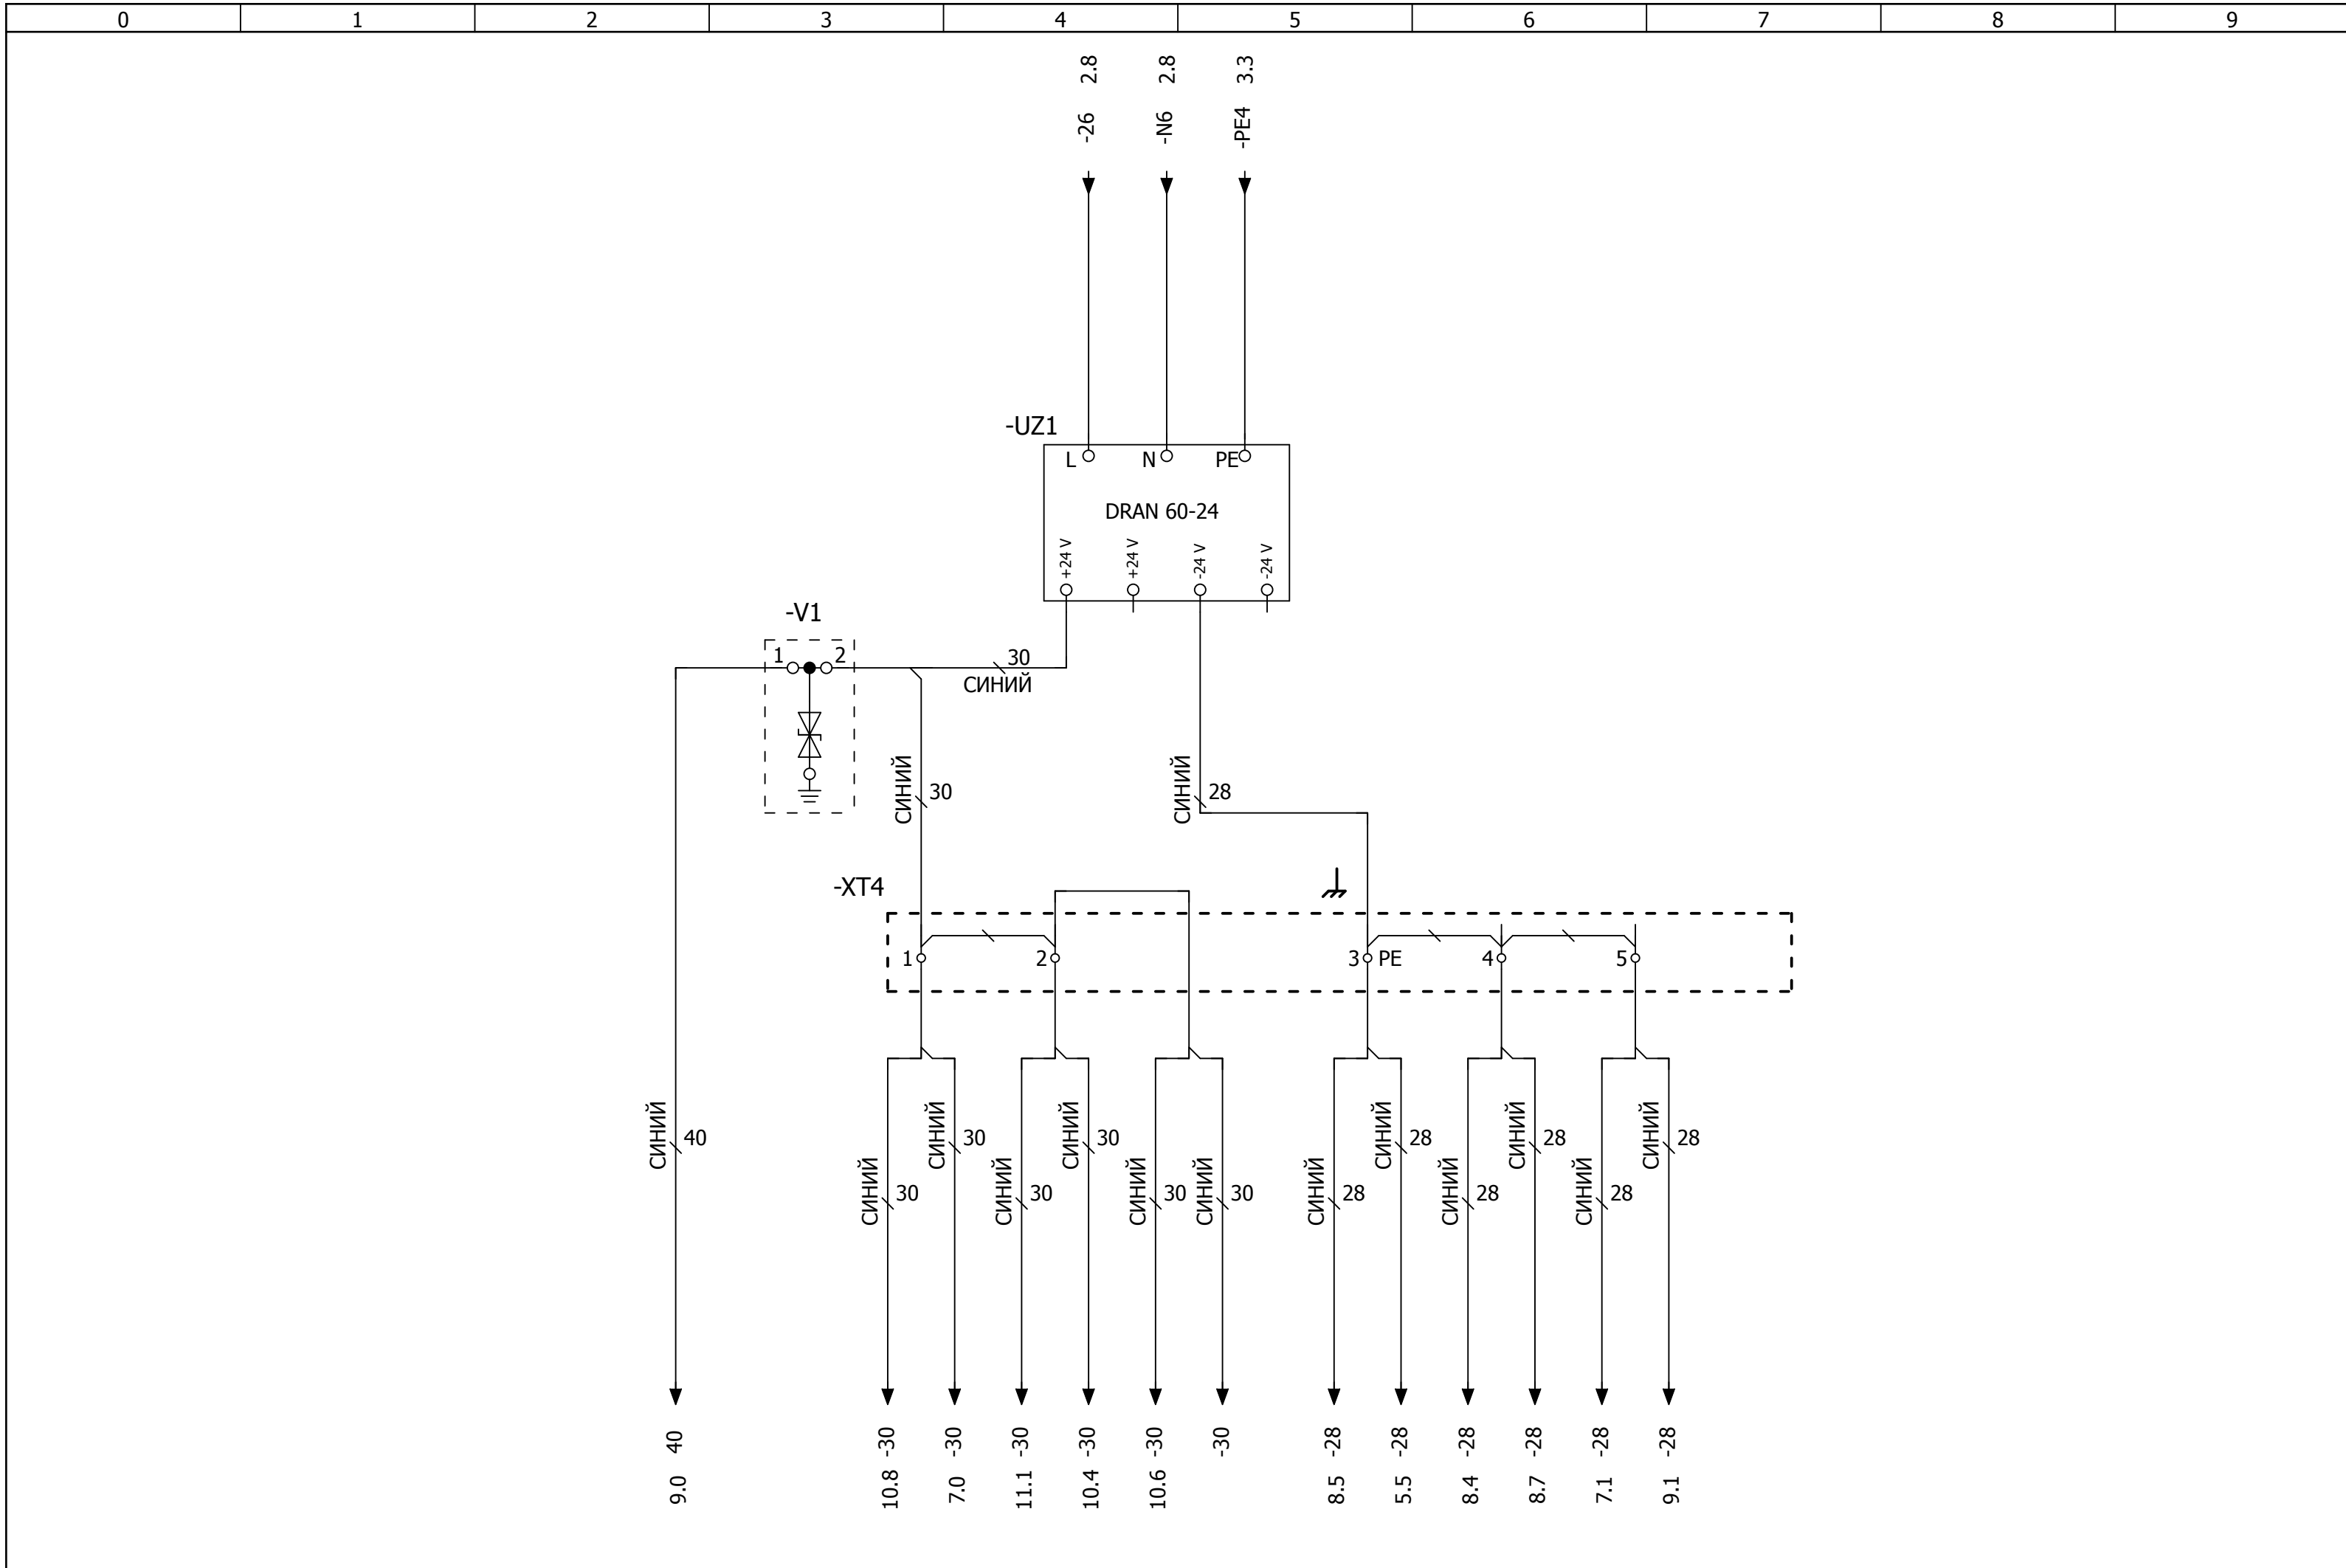 0 1 2 3 4 5 6 7 8 9
2.8 2.8 3.3
-26 -N6 -PE4
-UZ1
L N PE
DRAN 60-24
+24 V +24 V -24 V -24 V
-V1
1 2
30
СИНИЙ
СИНИЙ 30
СИНИЙ 28
-XT4
1 2 3 PE 4 5
СИНИЙ 40
СИНИЙ 30
СИНИЙ 30
СИНИЙ 30
СИНИЙ 30
СИНИЙ 30
СИНИЙ 30
СИНИЙ 28
СИНИЙ 28
СИНИЙ 28
СИНИЙ 28
СИНИЙ 28
СИНИЙ 28
40 -30 -30 -30 -30 -30 -30 -28 -28 -28 -28 -28 -28
9.0 10.8 7.0 11.1 10.4 10.6 8.5 5.5 8.4 8.7 7.1 9.1